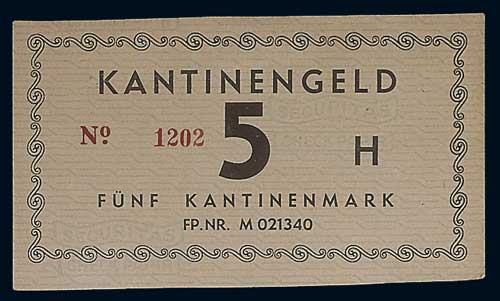 KANTINENGELD
Nº 1202 5 H
FÜNF KANTINENMARK
FP.NR. M 021340